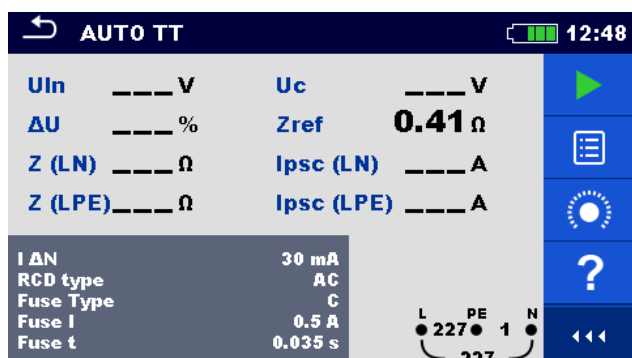 AUTO TT 12:48
Uln ___V Uc ___V
ΔU ___% Zref 0.41Ω
Z (LN) ___Ω Ipsc (LN) ___A
Z (LPE)___Ω Ipsc (LPE) ___A
I ΔN 30 mA
RCD type AC
Fuse Type C
Fuse I 0.5 A
Fuse t 0.035 s
?
L PE N
227 1
227